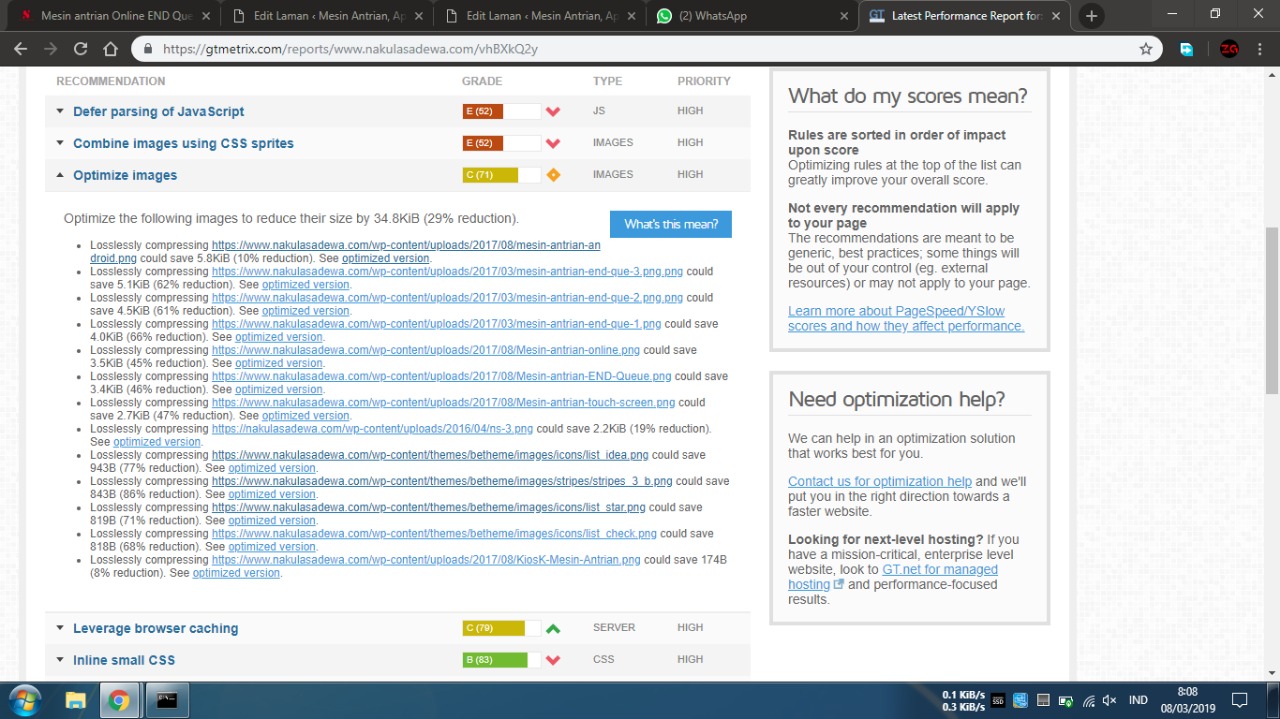 Mesin antrian Online END Que
Edit Laman ‹ Mesin Antrian, Ap
Edit Laman ‹ Mesin Antrian, Ap
(2) WhatsApp
GT Latest Performance Report for:
https://gtmetrix.com/reports/www.nakulasadewa.com/vhBXkQ2y
ZG
RECOMMENDATION GRADE TYPE PRIORITY
Defer parsing of JavaScript E (52) JS HIGH
Combine images using CSS sprites E (52) IMAGES HIGH
Optimize images C (71) IMAGES HIGH
Optimize the following images to reduce their size by 34.8KiB (29% reduction).
What's this mean?
Losslessly compressing https://www.nakulasadewa.com/wp-content/uploads/2017/08/mesin-antrian-an
droid.png could save 5.8KiB (10% reduction). See optimized version.
Losslessly compressing https://www.nakulasadewa.com/wp-content/uploads/2017/03/mesin-antrian-end-que-3.png.png could
save 5.1KiB (62% reduction). See optimized version.
Losslessly compressing https://www.nakulasadewa.com/wp-content/uploads/2017/03/mesin-antrian-end-que-2.png.png could
save 4.5KiB (61% reduction). See optimized version.
Losslessly compressing https://www.nakulasadewa.com/wp-content/uploads/2017/03/mesin-antrian-end-que-1.png could save
4.0KiB (66% reduction). See optimized version.
Losslessly compressing https://www.nakulasadewa.com/wp-content/uploads/2017/08/Mesin-antrian-online.png could save
3.5KiB (45% reduction). See optimized version.
Losslessly compressing https://www.nakulasadewa.com/wp-content/uploads/2017/08/Mesin-antrian-END-Queue.png could save
3.4KiB (46% reduction). See optimized version.
Losslessly compressing https://www.nakulasadewa.com/wp-content/uploads/2017/08/Mesin-antrian-touch-screen.png could
save 2.7KiB (47% reduction). See optimized version.
Losslessly compressing https://nakulasadewa.com/wp-content/uploads/2016/04/ns-3.png could save 2.2KiB (19% reduction).
See optimized version.
Losslessly compressing https://www.nakulasadewa.com/wp-content/themes/betheme/images/icons/list_idea.png could save
943B (77% reduction). See optimized version.
Losslessly compressing https://www.nakulasadewa.com/wp-content/themes/betheme/images/stripes/stripes_3_b.png could save
843B (86% reduction). See optimized version.
Losslessly compressing https://www.nakulasadewa.com/wp-content/themes/betheme/images/icons/list_star.png could save
819B (71% reduction). See optimized version.
Losslessly compressing https://www.nakulasadewa.com/wp-content/themes/betheme/images/icons/list_check.png could save
818B (68% reduction). See optimized version.
Losslessly compressing https://www.nakulasadewa.com/wp-content/uploads/2017/08/KiosK-Mesin-Antrian.png could save 174B
(8% reduction). See optimized version.
Leverage browser caching C (79) SERVER HIGH
Inline small CSS B (83) CSS HIGH
What do my scores mean?
Rules are sorted in order of impact
upon score
Optimizing rules at the top of the list can
greatly improve your overall score.
Not every recommendation will apply
to your page
The recommendations are meant to be
generic, best practices; some things will
be out of your control (eg. external
resources) or may not apply to your page.
Learn more about PageSpeed/YSlow
scores and how they affect performance.
Need optimization help?
We can help in an optimization solution
that works best for you.
Contact us for optimization help and we'll
put you in the right direction towards a
faster website.
Looking for next-level hosting? If you
have a mission-critical, enterprise level
website, look to GT.net for managed
hosting and performance-focused
results.
0.1 KiB/s
0.3 KiB/s
SSD
IND
8:08
08/03/2019